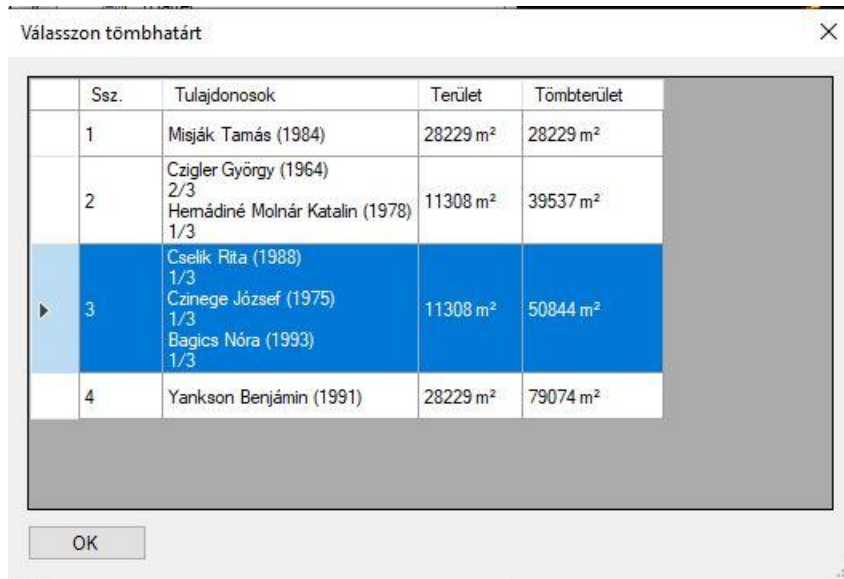 Válasszon tömbhatárt
Ssz. Tulajdonosok Terület Tömbterület
1 Misják Tamás (1984) 28229 m² 28229 m²
2 Czigler György (1964) 2/3 Hernádiné Molnár Katalin (1978) 1/3 11308 m² 39537 m²
3 Cselik Rita (1988) 1/3 Czinege József (1975) 1/3 Bagics Nóra (1993) 1/3 11308 m² 50844 m²
4 Yankson Benjámin (1991) 28229 m² 79074 m²
OK